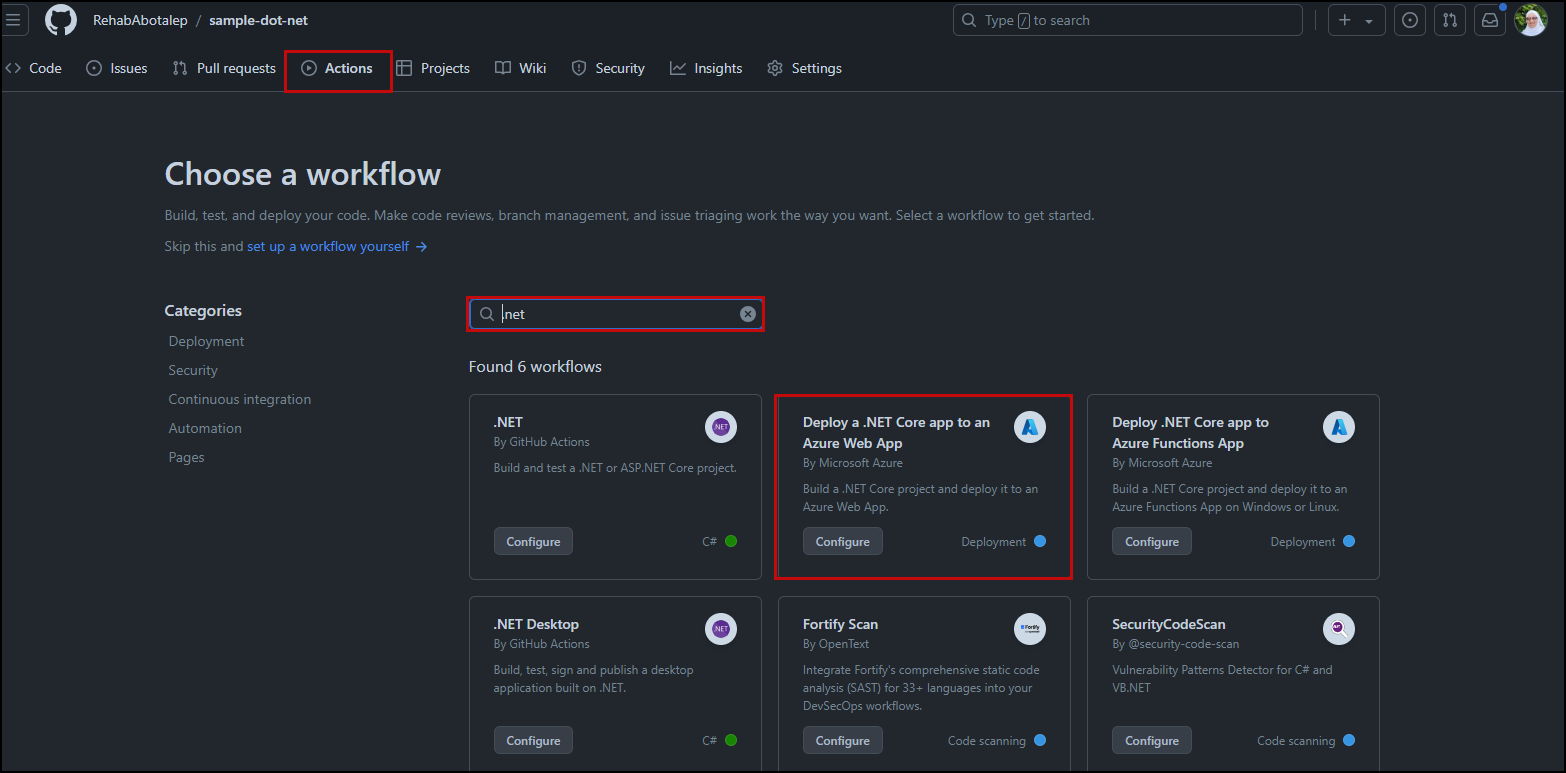 RehabAbotalep / sample-dot-net
Type / to search
Code
Issues
Pull requests
Actions
Projects
Wiki
Security
Insights
Settings
Choose a workflow
Build, test, and deploy your code. Make code reviews, branch management, and issue triaging work the way you want. Select a workflow to get started.
Skip this and set up a workflow yourself →
Categories
Deployment
Security
Continuous integration
Automation
Pages
.net
Found 6 workflows
.NET
By GitHub Actions
Build and test a .NET or ASP.NET Core project.
Configure
C#
.NET
Deploy a .NET Core app to an
Azure Web App
By Microsoft Azure
Build a .NET Core project and deploy it to an
Azure Web App.
Configure
Deployment
Deploy .NET Core app to
Azure Functions App
By Microsoft Azure
Build a .NET Core project and deploy it to an
Azure Functions App on Windows or Linux.
Configure
Deployment
.NET Desktop
By GitHub Actions
Build, test, sign and publish a desktop
application built on .NET.
Configure
C#
.NET
Fortify Scan
By OpenText
Integrate Fortify's comprehensive static code
analysis (SAST) for 33+ languages into your
DevSecOps workflows.
Configure
Code scanning
Fortify
SecurityCodeScan
By @security-code-scan
Vulnerability Patterns Detector for C# and
VB.NET
Configure
Code scanning